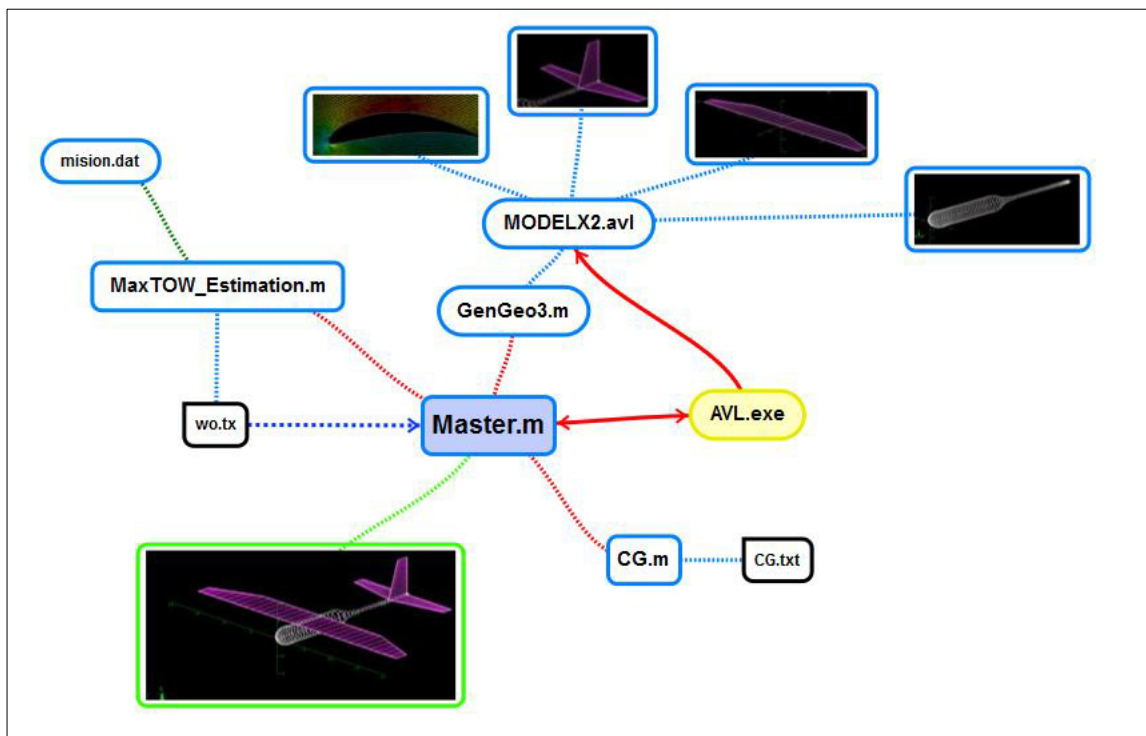 mision.dat
MODELX2.avl
MaxTOW_Estimation.m
GenGeo3.m
wo.tx
Master.m
AVL.exe
CG.m
CG.txt